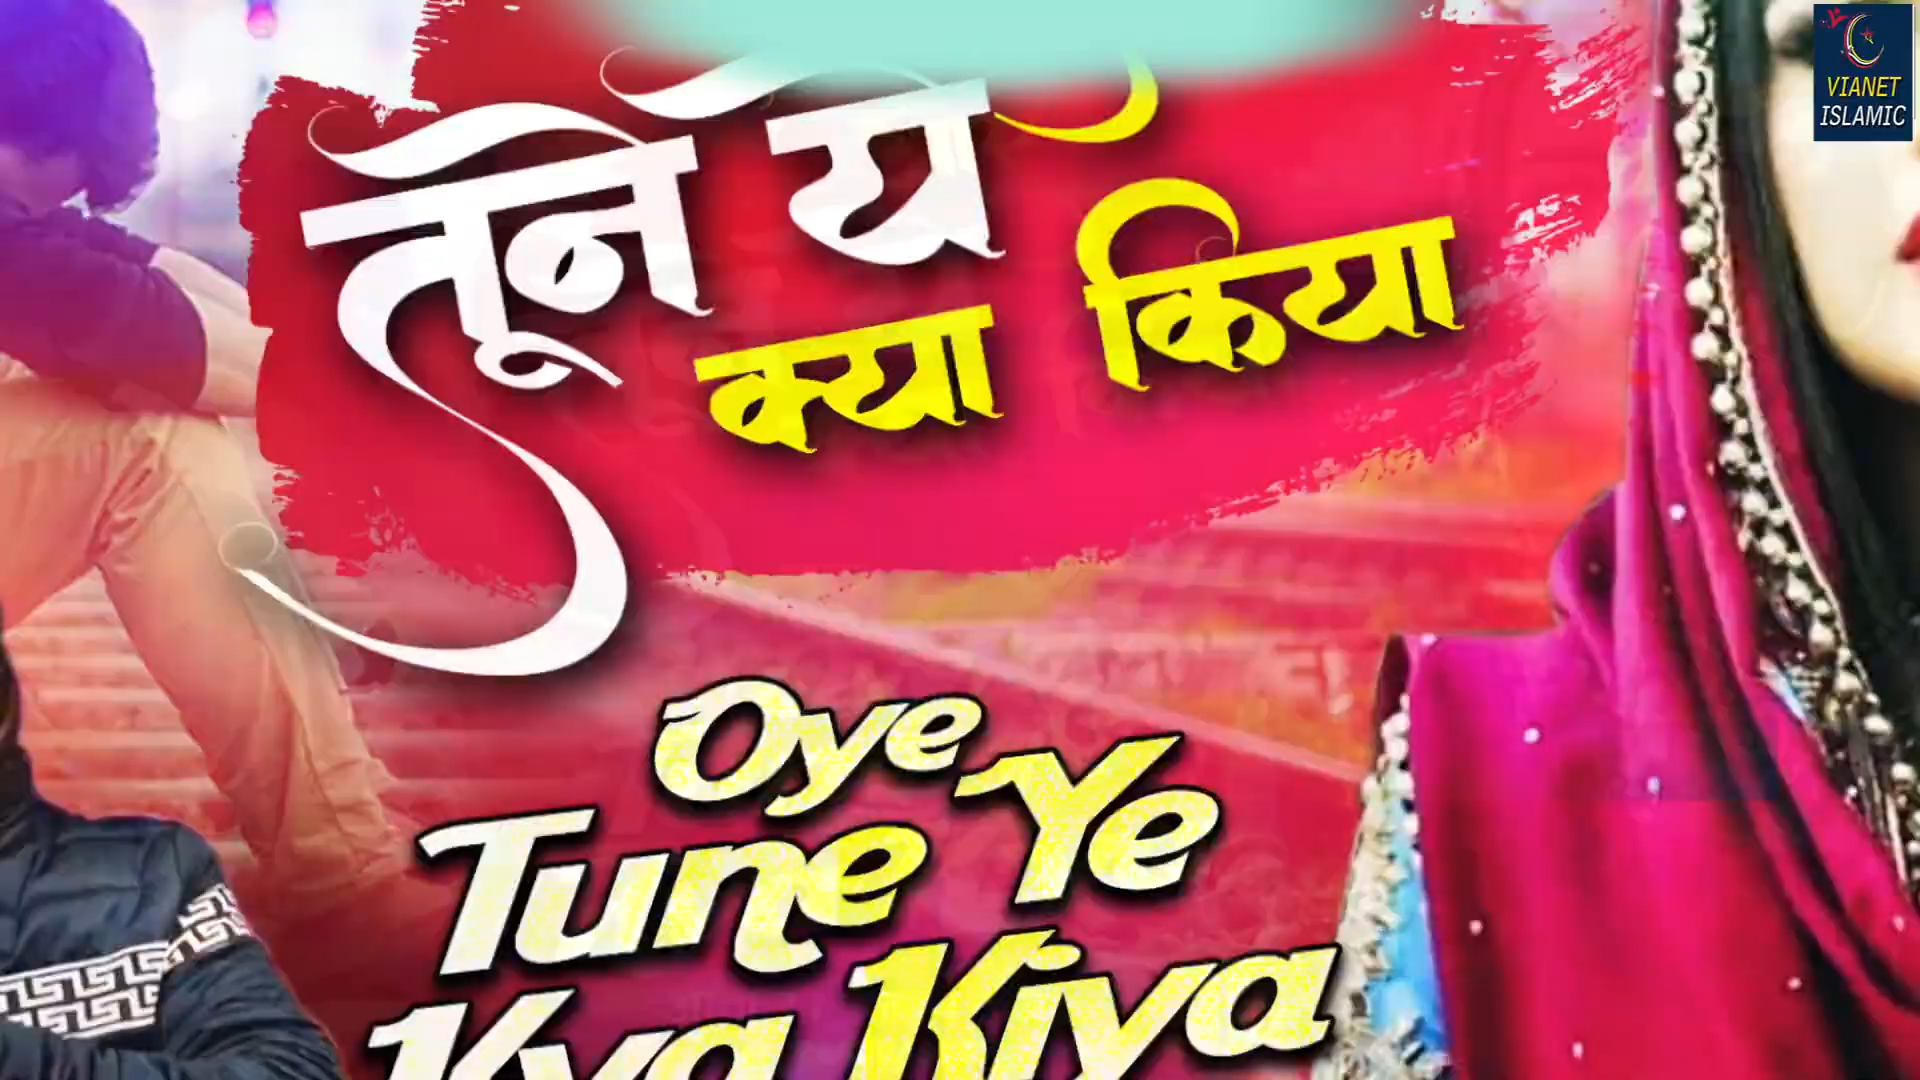 तूने ये
क्या किया
Oye
Tune Ye
Kya Kiya
VIANET
ISLAMIC